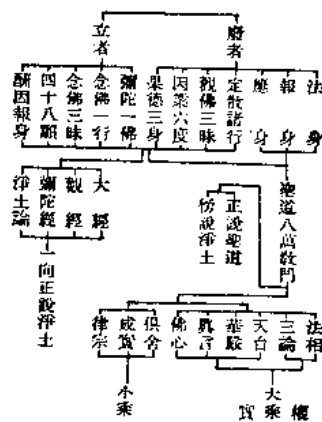 廢者
法身
報身
應身
定散諸行
觀佛三昧
因業六度
果德三身
立者
彌陀一佛
念佛一行
念佛三昧
四十八願
酬因報身
聖道八萬敎門
正說聖道
傍說淨土
大經
觀經
彌陀經
淨土論
一向正說淨土
法相
三論
天台
華嚴
眞言
佛心
權
實
大乘
俱舍
成實
律宗
小乘